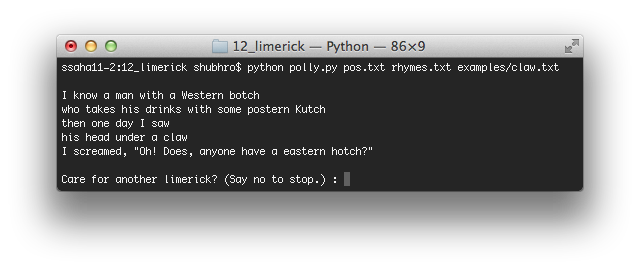 12_limerick — Python — 86×9
ssaha11-2:12_limerick shubhro$ python polly.py pos.txt rhymes.txt examples/claw.txt
I know a man with a Western botch
who takes his drinks with some postern Kutch
then one day I saw
his head under a claw
I screamed, "Oh! Does, anyone have a eastern hotch?"
Care for another limerick? (Say no to stop.) :